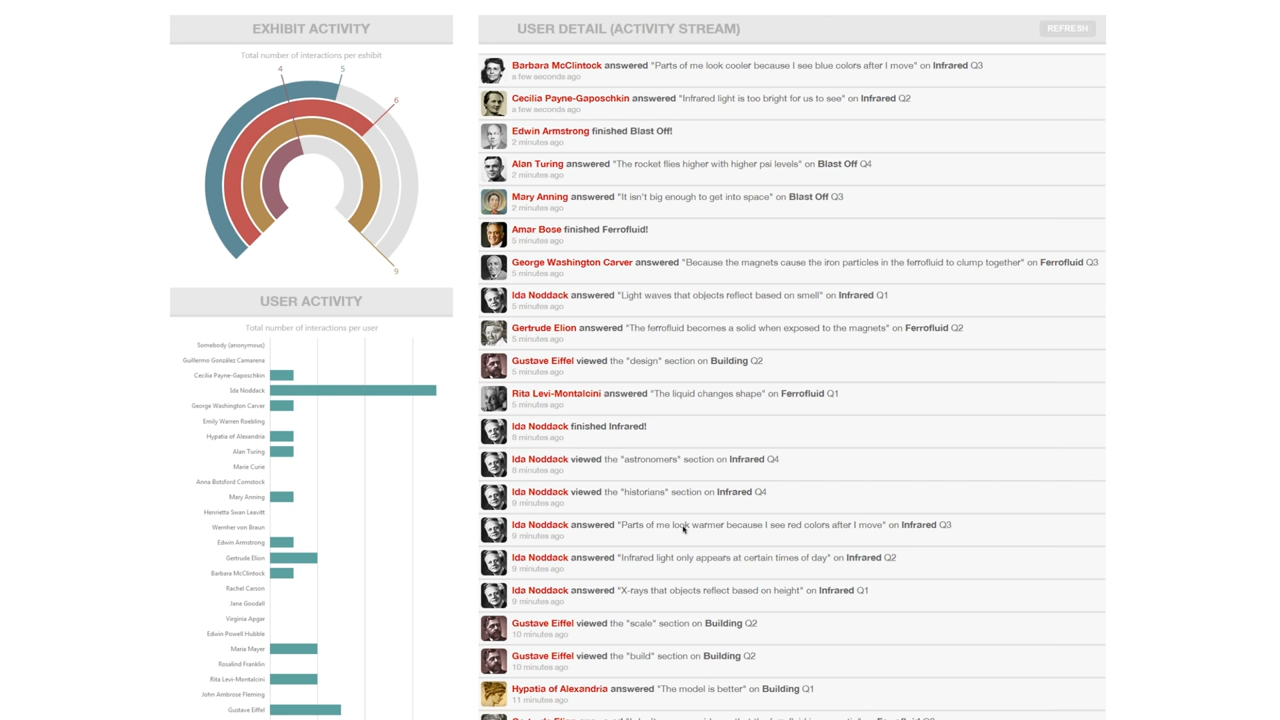 EXHIBIT ACTIVITY
Total number of interactions per exhibit
4
5
6
9
USER ACTIVITY
Total number of interactions per user
Somebody (anonymous)
Guillermo González Camarena
Cecilia Payne-Gaposchkin
Ida Noddack
George Washington Carver
Emily Warren Roebling
Hypatia of Alexandria
Alan Turing
Marie Curie
Anna Botsford Comstock
Mary Anning
Henrietta Swan Leavitt
Wernher von Braun
Edwin Armstrong
Gertrude Elion
Barbara McClintock
Rachel Carson
Jane Goodall
Virginia Apgar
Edwin Powell Hubble
Maria Mayer
Rosalind Franklin
Rita Levi-Montalcini
John Ambrose Fleming
Gustave Eiffel
USER DETAIL (ACTIVITY STREAM)
REFRESH
Barbara McClintock answered "Parts of me look cooler because I see blue colors after I move" on Infrared Q3
a few seconds ago
Cecilia Payne-Gaposchkin answered "Infrared light is too bright for us to see" on Infrared Q2
a few seconds ago
Edwin Armstrong finished Blast Off!
2 minutes ago
Alan Turing answered "The rocket flies higher with higher psi levels" on Blast Off Q4
2 minutes ago
Mary Anning answered "It isn't big enough to get into space" on Blast Off Q3
2 minutes ago
Amar Bose finished Ferrofluid!
5 minutes ago
George Washington Carver answered "Because the magnets cause the iron particles in the ferrofluid to clump together" on Ferrofluid Q3
5 minutes ago
Ida Noddack answered "Light waves that objects reflect based on smell" on Infrared Q1
5 minutes ago
Gertrude Elion answered "The ferrofluid becomes a solid when exposed to the magnets" on Ferrofluid Q2
5 minutes ago
Gustave Eiffel viewed the "design" section on Building Q2
5 minutes ago
Rita Levi-Montalcini answered "The liquid changes shape" on Ferrofluid Q1
5 minutes ago
Ida Noddack finished Infrared!
8 minutes ago
Ida Noddack viewed the "astronomers" section on Infrared Q4
8 minutes ago
Ida Noddack viewed the "historians" section on Infrared Q4
9 minutes ago
Ida Noddack answered "Parts of me look warmer because I see red colors after I move" on Infrared Q3
9 minutes ago
Ida Noddack answered "Infrared light only appears at certain times of day" on Infrared Q2
9 minutes ago
Ida Noddack answered "X-rays that objects reflect based on height" on Infrared Q1
9 minutes ago
Gustave Eiffel viewed the "scale" section on Building Q2
10 minutes ago
Gustave Eiffel viewed the "build" section on Building Q2
10 minutes ago
Hypatia of Alexandria answered "The model is better" on Building Q1
11 minutes ago